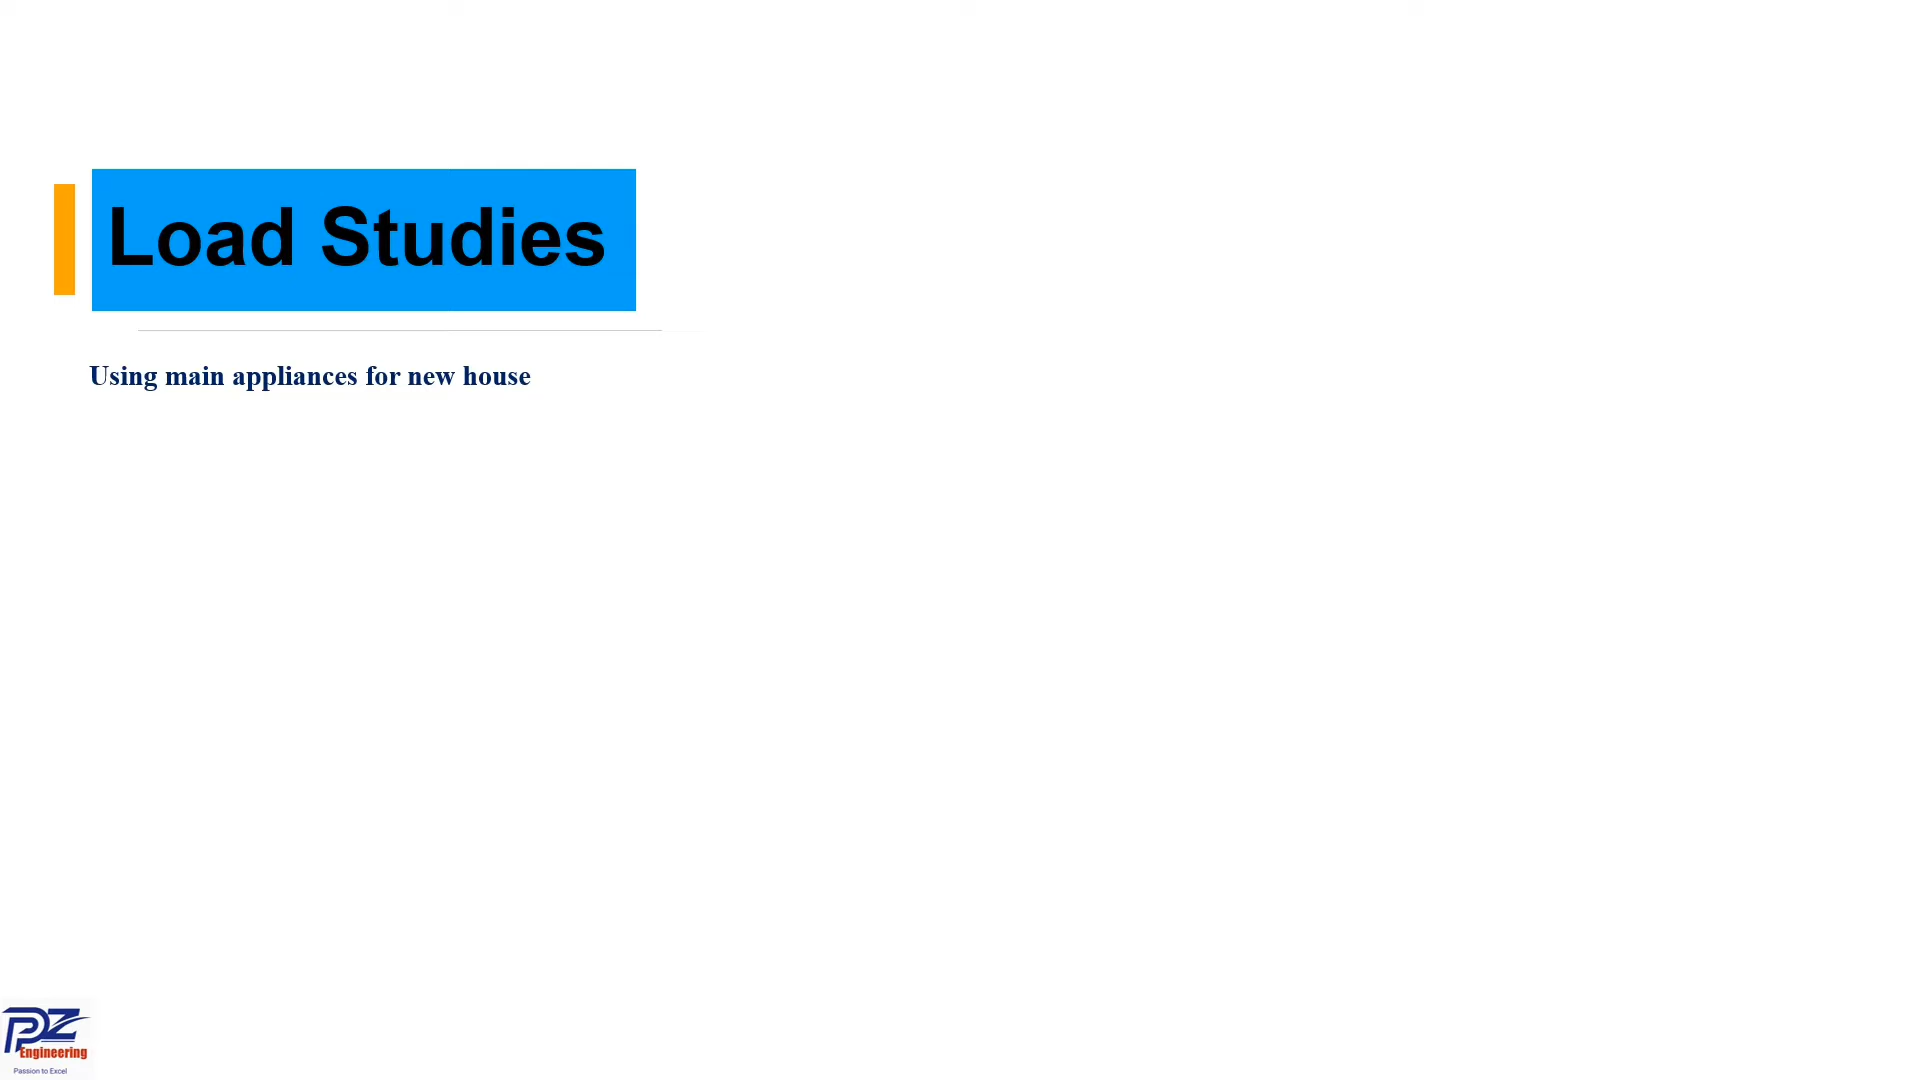 Load Studies
Using main appliances for new house
PZ
Engineering
Passion to Excel